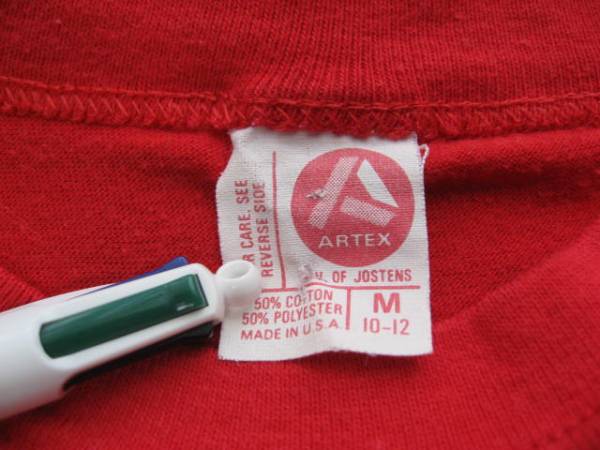 CARE. SEE
REVERSE SIDE
ARTEX
OF JOSTENS
50% COTTON
50% POLYESTER
MADE IN U.S.A
M
10-12